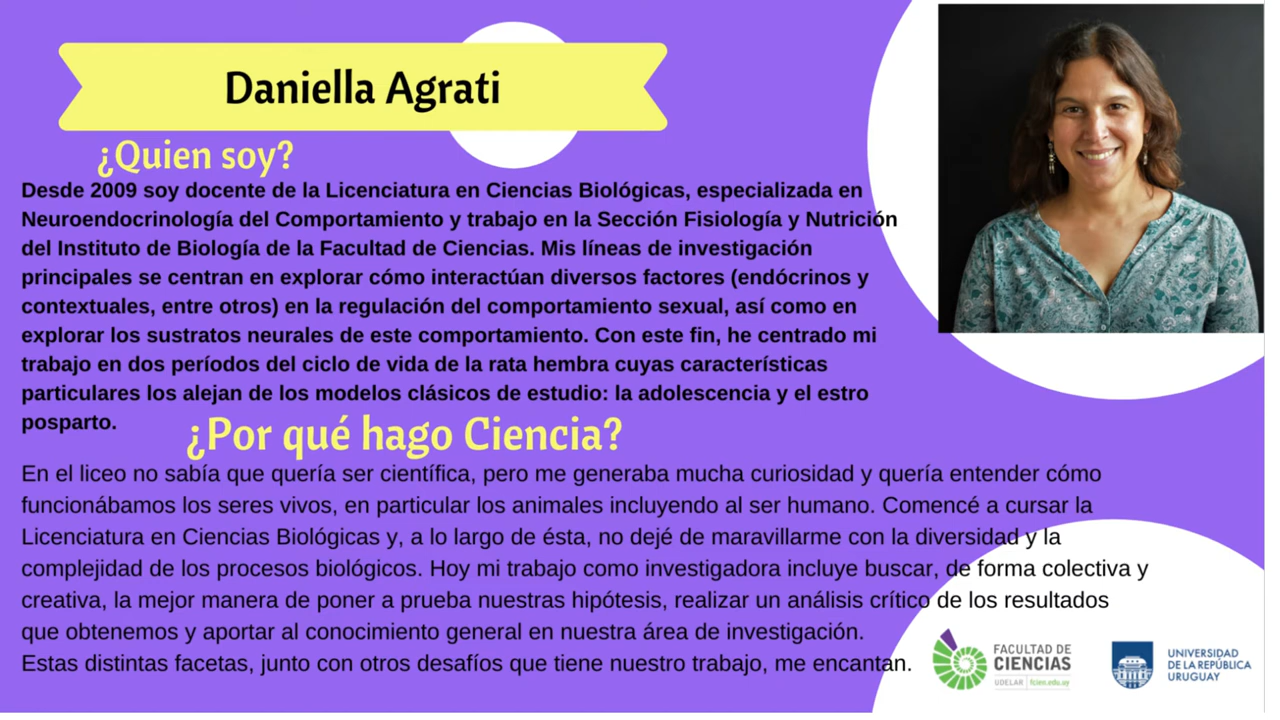 Daniella Agrati
¿Quien soy?
Desde 2009 soy docente de la Licenciatura en Ciencias Biológicas, especializada en
Neuroendocrinología del Comportamiento y trabajo en la Sección Fisiología y Nutrición
del Instituto de Biología de la Facultad de Ciencias. Mis líneas de investigación
principales se centran en explorar cómo interactúan diversos factores (endócrinos y
contextuales, entre otros) en la regulación del comportamiento sexual, así como en
explorar los sustratos neurales de este comportamiento. Con este fin, he centrado mi
trabajo en dos períodos del ciclo de vida de la rata hembra cuyas características
particulares los alejan de los modelos clásicos de estudio: la adolescencia y el estro
posparto.
¿Por qué hago Ciencia?
En el liceo no sabía que quería ser científica, pero me generaba mucha curiosidad y quería entender cómo
funcionábamos los seres vivos, en particular los animales incluyendo al ser humano. Comencé a cursar la
Licenciatura en Ciencias Biológicas y, a lo largo de ésta, no dejé de maravillarme con la diversidad y la
complejidad de los procesos biológicos. Hoy mi trabajo como investigadora incluye buscar, de forma colectiva y
creativa, la mejor manera de poner a prueba nuestras hipótesis, realizar un análisis crítico de los resultados
que obtenemos y aportar al conocimiento general en nuestra área de investigación.
Estas distintas facetas, junto con otros desafíos que tiene nuestro trabajo, me encantan.
FACULTAD DE
CIENCIAS
UDELAR | fcien.edu.uy
UNIVERSIDAD
DE LA REPÚBLICA
URUGUAY